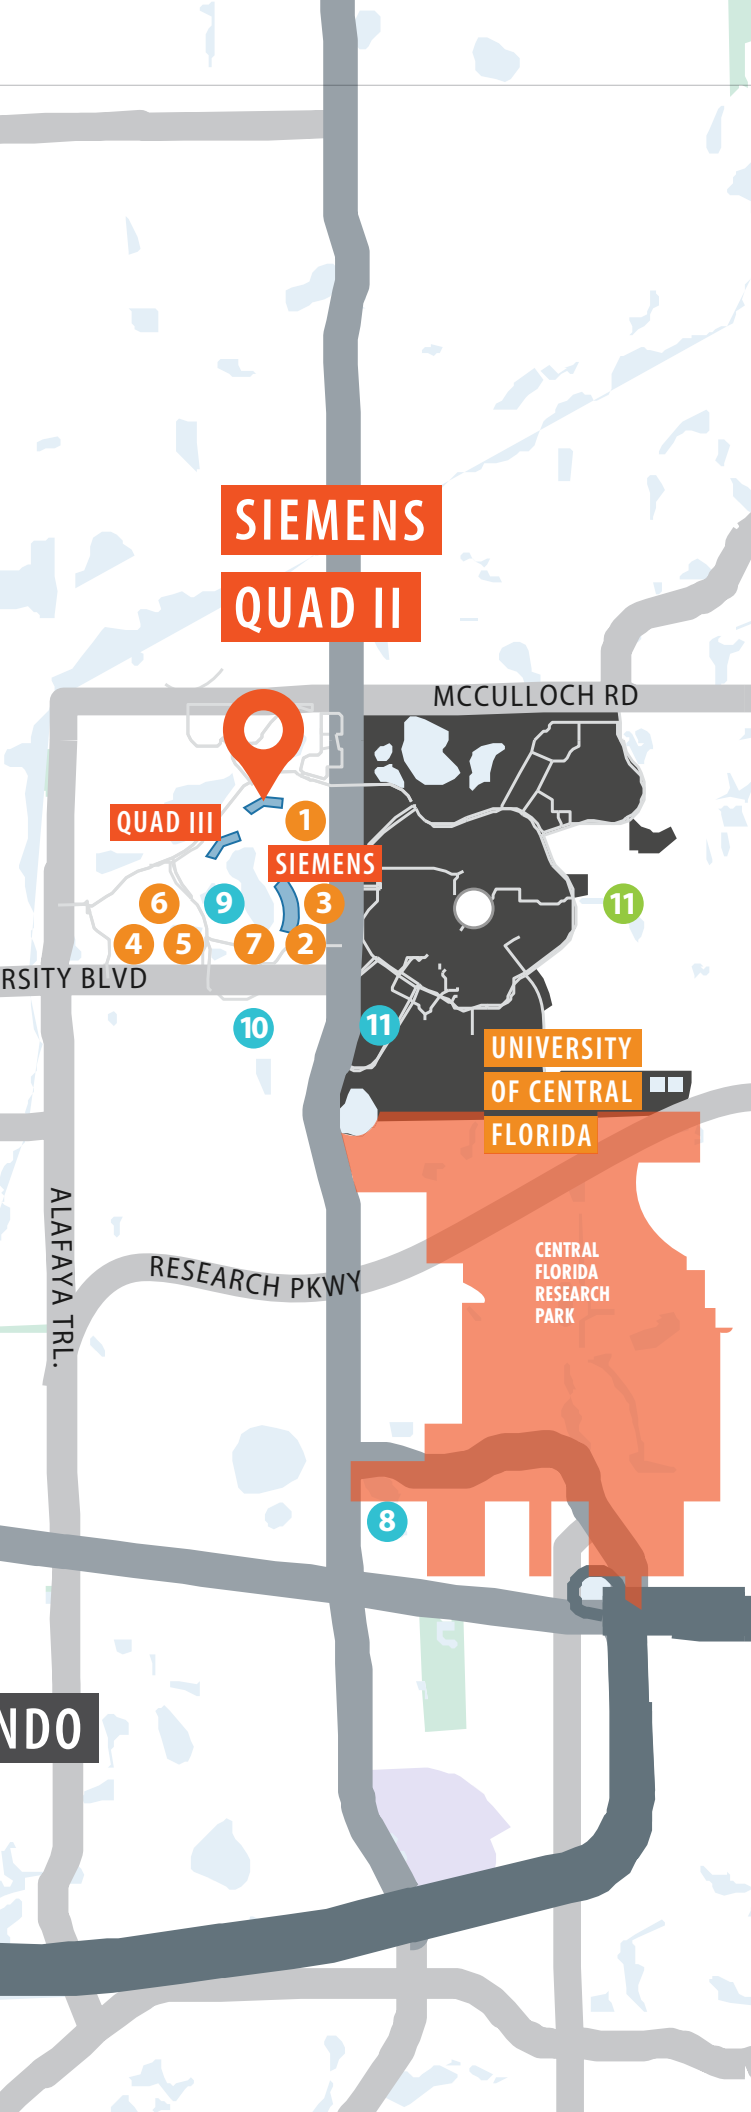 SIEMENS
QUAD II
MCCULLOCH RD
QUAD III
1
SIEMENS
6
9
3
11
4
5
7
2
RSITY BLVD
10
11
UNIVERSITY
OF CENTRAL
FLORIDA
ALAFAYA TRL.
RESEARCH PKWY
CENTRAL
FLORIDA
RESEARCH
PARK
8
NDO